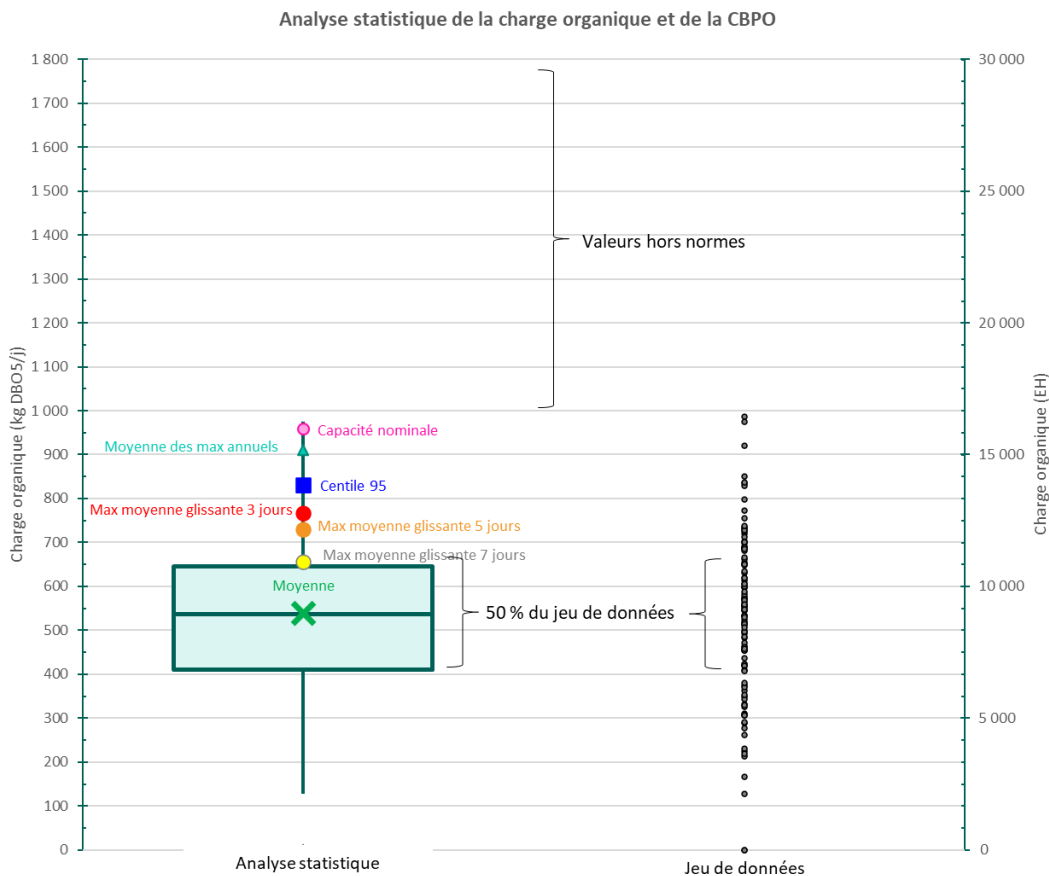 Analyse statistique de la charge organique et de la CBPO
Charge organique (kg DBO5/j)
1 800
1 700
1 600
1 500
1 400
1 300
1 200
1 100
1 000
900
800
700
600
500
400
300
200
100
0
Valeurs hors normes
Capacité nominale
Moyenne des max annuels
Centile 95
Max moyenne glissante 3 jours
Max moyenne glissante 5 jours
Max moyenne glissante 7 jours
Moyenne
50 % du jeu de données
30 000
25 000
20 000
15 000
10 000
5 000
0
Charge organique (EH)
Analyse statistique
Jeu de données